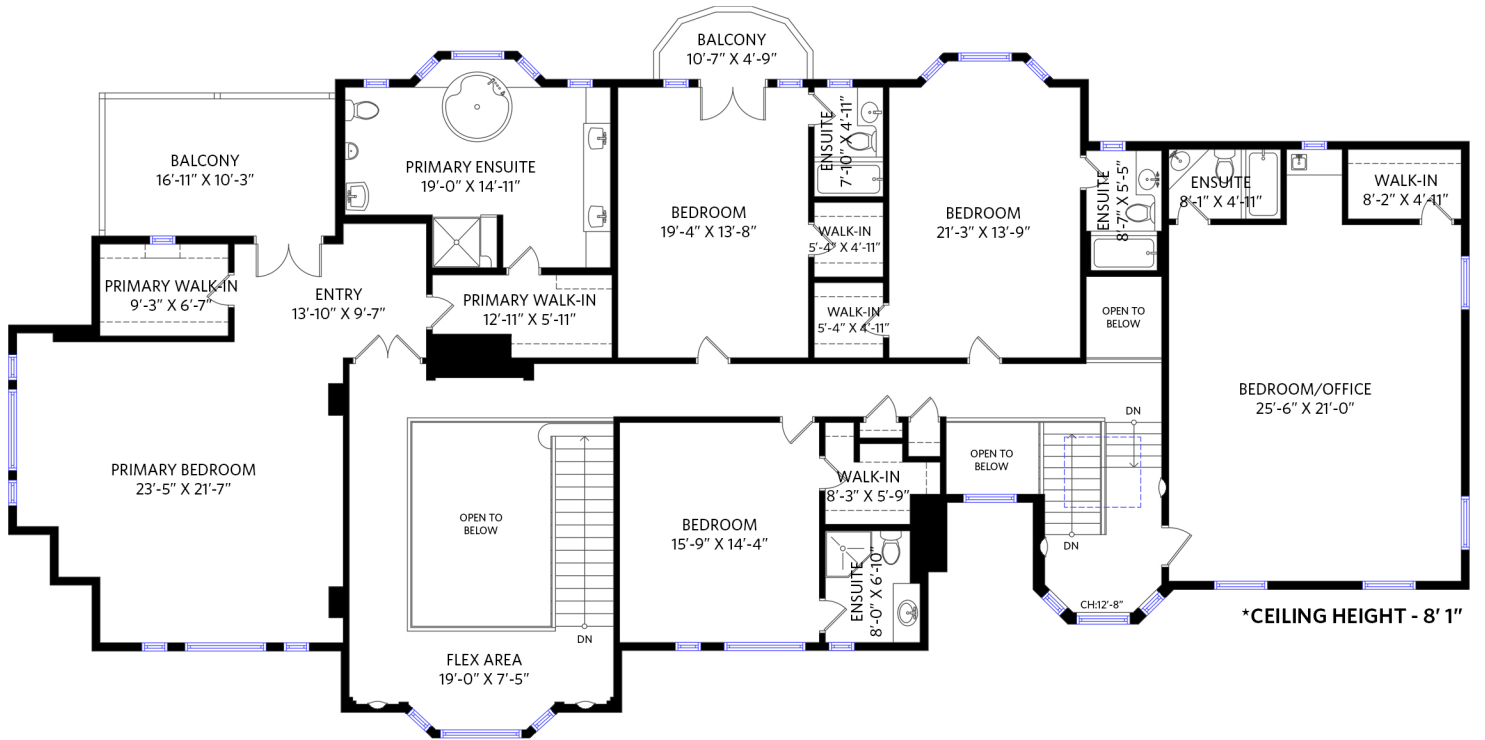 BALCONY
10'-7" X 4'-9"
BALCONY
16'-11" X 10'-3"
PRIMARY ENSUITE
19'-0" X 14'-11"
ENSUITE
7'-10" X 4'-11"
BEDROOM
19'-4" X 13'-8"
WALK-IN
5'-4" X 4'-11"
BEDROOM
21'-3" X 13'-9"
ENSUITE
8'-7" X 5'-5"
ENSUITE
8'-1" X 4'-11"
WALK-IN
8'-2" X 4'-11"
PRIMARY WALK-IN
9'-3" X 6'-7"
ENTRY
13'-10" X 9'-7"
PRIMARY WALK-IN
12'-11" X 5'-11"
WALK-IN
5'-4" X 4'-11"
OPEN TO
BELOW
BEDROOM/OFFICE
25'-6" X 21'-0"
DN
PRIMARY BEDROOM
23'-5" X 21'-7"
OPEN TO
BELOW
BEDROOM
15'-9" X 14'-4"
WALK-IN
8'-3" X 5'-9"
OPEN TO
BELOW
DN
ENSUITE
8'-0" X 6'-10"
DN
CH:12'-8"
*CEILING HEIGHT - 8' 1"
FLEX AREA
19'-0" X 7'-5"